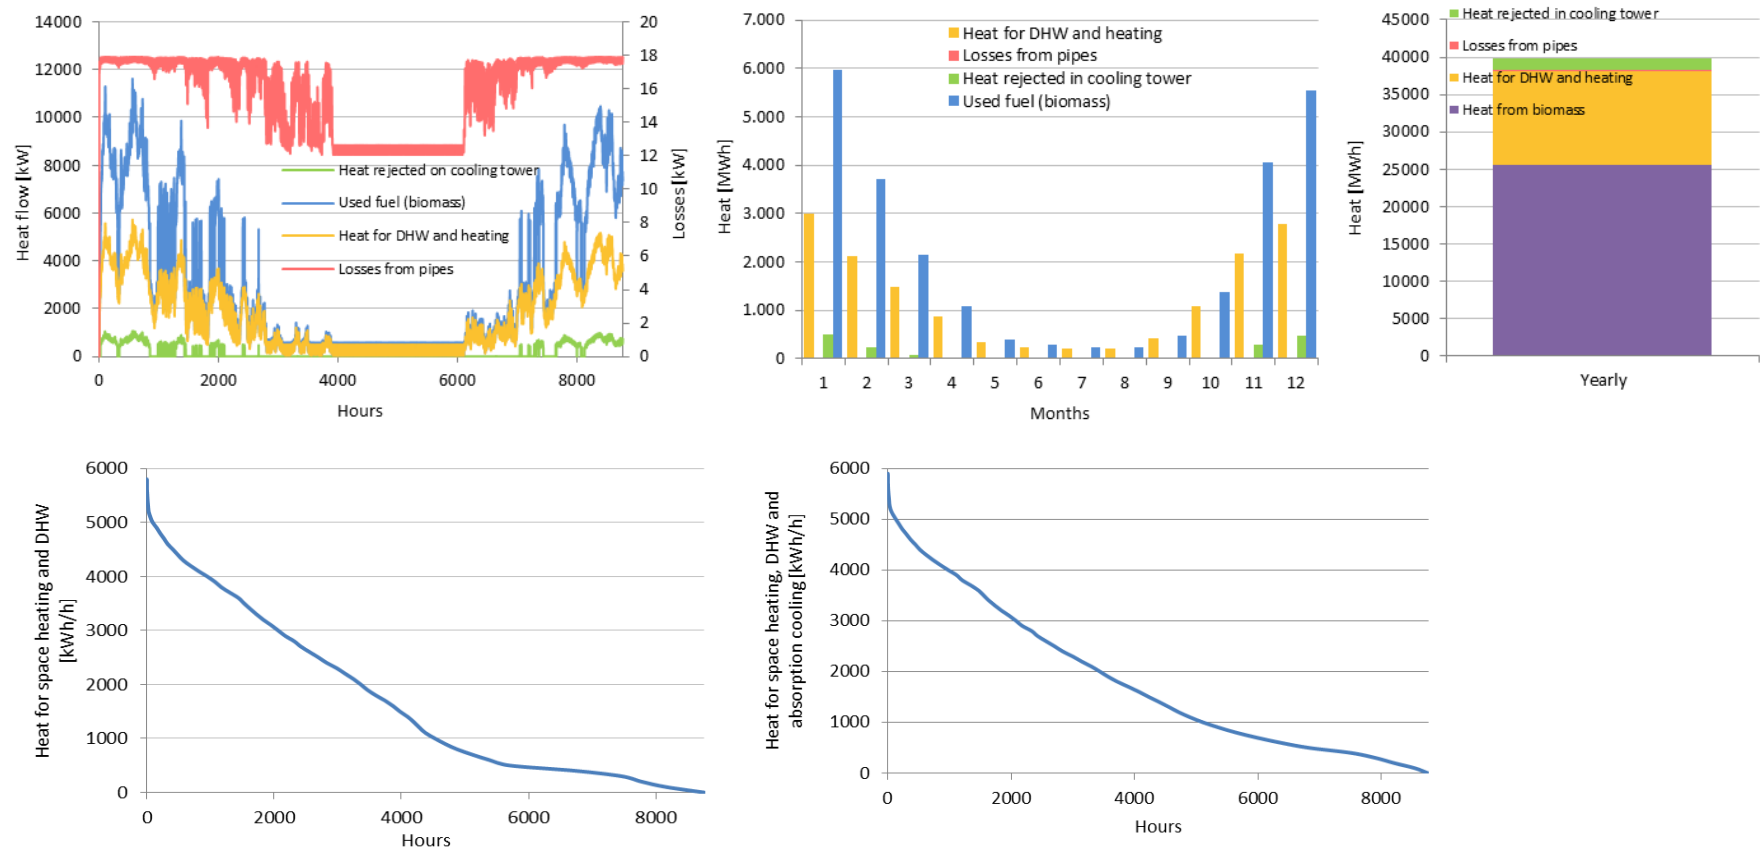 14000
12000
10000
8000
6000
4000
2000
0
Heat flow [kW]
20
18
16
14
12
10
8
6
4
2
0
Losses [kW]
Heat rejected on cooling tower
Used fuel (biomass)
Heat for DHW and heating
Losses from pipes
0 2000 4000 6000 8000
Hours
7.000
6.000
5.000
4.000
3.000
2.000
1.000
0
Heat [MWh]
Heat for DHW and heating
Losses from pipes
Heat rejected in cooling tower
Used fuel (biomass)
1 2 3 4 5 6 7 8 9 10 11 12
Months
45000
40000
35000
30000
25000
20000
15000
10000
5000
0
Heat [MWh]
Heat rejected in cooling tower
Losses from pipes
Heat for DHW and heating
Heat from biomass
Yearly
6000
5000
4000
3000
2000
1000
0
Heat for space heating and DHW
[kWh/h]
0 2000 4000 6000 8000
Hours
6000
5000
4000
3000
2000
1000
0
Heat for space heating, DHW and
absorption cooling [kWh/h]
0 2000 4000 6000 8000
Hours